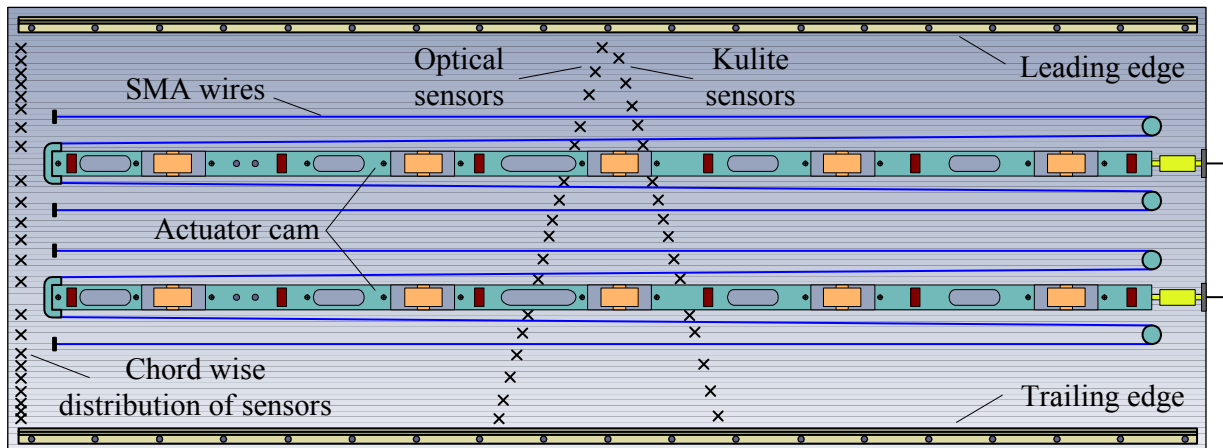 Optical
sensors
Kulite
sensors
Leading edge
SMA wires
Actuator cam
Chord wise
distribution of sensors
Trailing edge